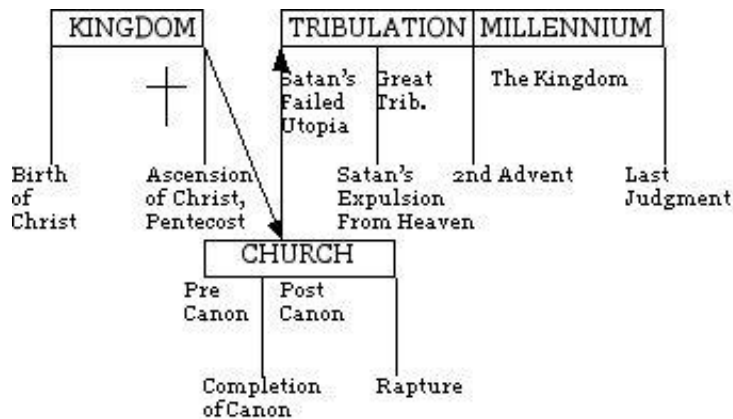 KINGDOM
TRIBULATION
MILLENNIUM
Satan's
Failed
Utopia
Great
Trib.
The Kingdom
Birth
of
Christ
Ascension
of Christ,
Pentecost
Satan's
Expulsion
From Heaven
2nd Advent
Last
Judgment
CHURCH
Pre
Canon
Post
Canon
Completion
of Canon
Rapture